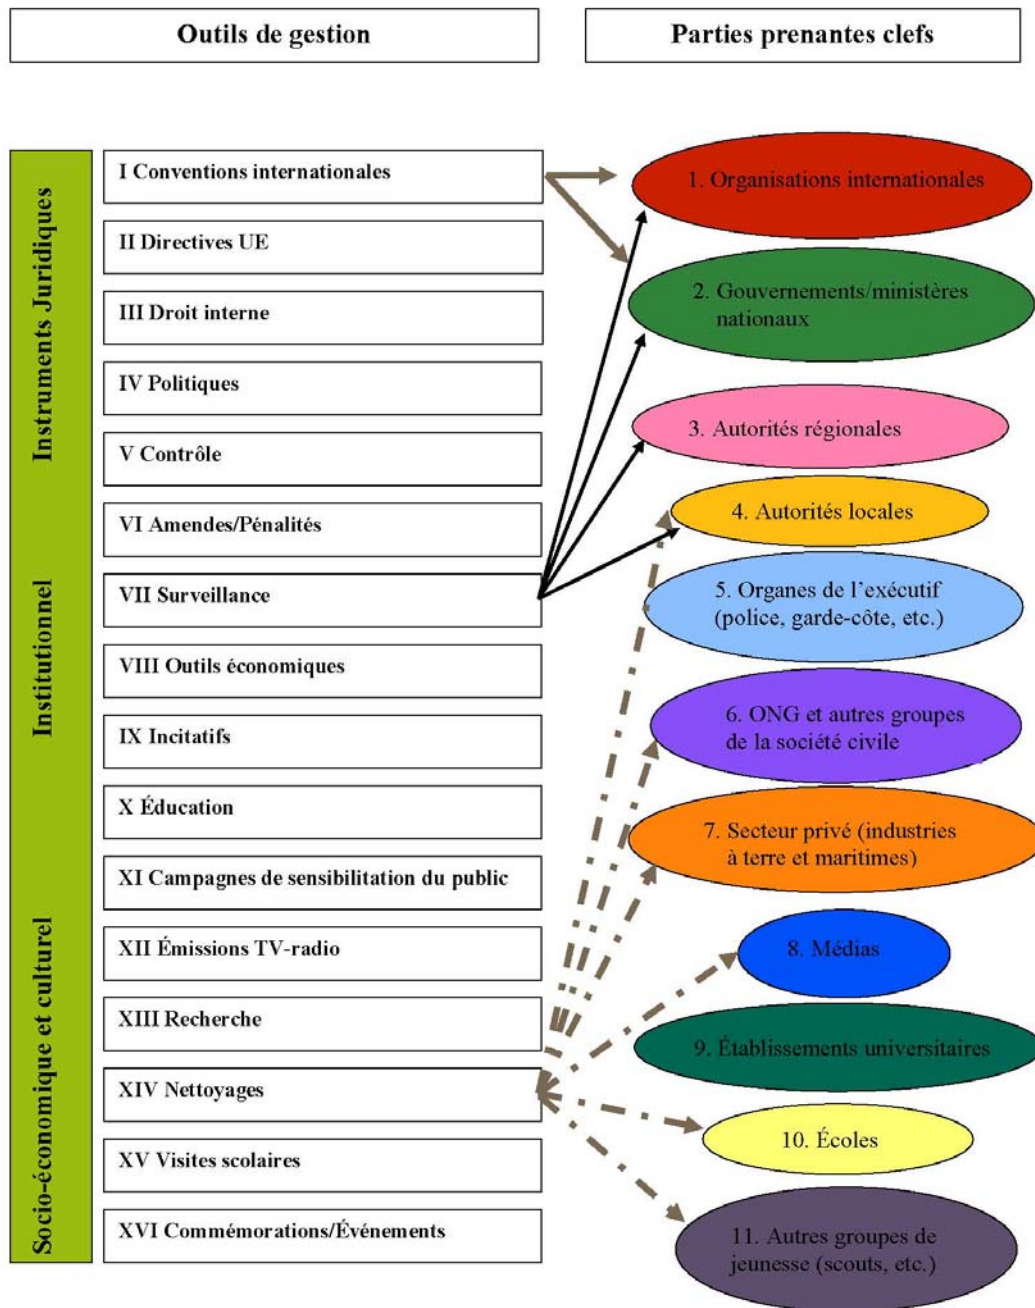 Outils de gestion
Parties prenantes clefs
Instruments Juridiques
Institutionnel
Socio-économique et culturel
I Conventions internationales
II Directives UE
III Droit interne
IV Politiques
V Contrôle
VI Amendes/Pénalités
VII Surveillance
VIII Outils économiques
IX Incitatifs
X Éducation
XI Campagnes de sensibilitation du public
XII Émissions TV-radio
XIII Recherche
XIV Nettoyages
XV Visites scolaires
XVI Commémorations/Événements
1. Organisations internationales
2. Gouvernements/ministères
nationaux
3. Autorités régionales
4. Autorités locales
5. Organes de l'exécutif
(police, garde-côte, etc.)
6. ONG et autres groupes
de la société civile
7. Secteur privé (industries
à terre et maritimes)
8. Médias
9. Établissements universitaires
10. Écoles
11. Autres groupes de
jeunesse (scouts, etc.)